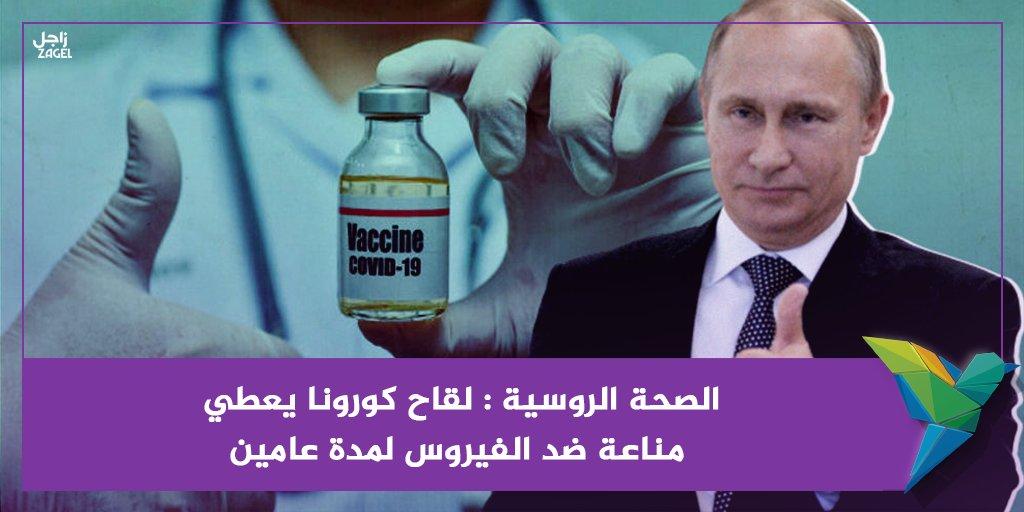 زاجل
ZAGEL
Vaccine
COVID-19
الصحة الروسية : لقاح كورونا يعطي
مناعة ضد الفيروس لمدة عامين